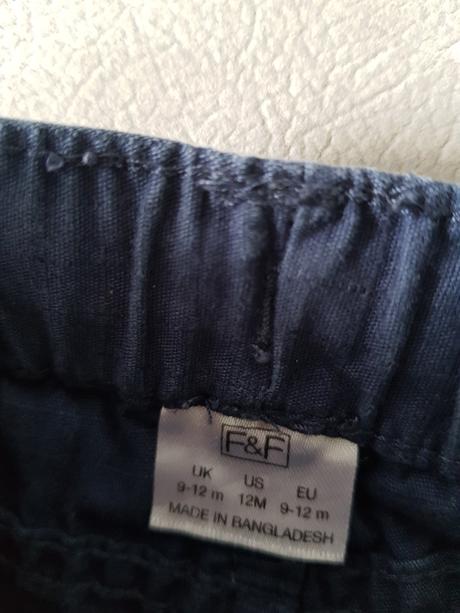 F&F
UK US EU
9-12 m 12M 9-12 m
MADE IN BANGLADESH